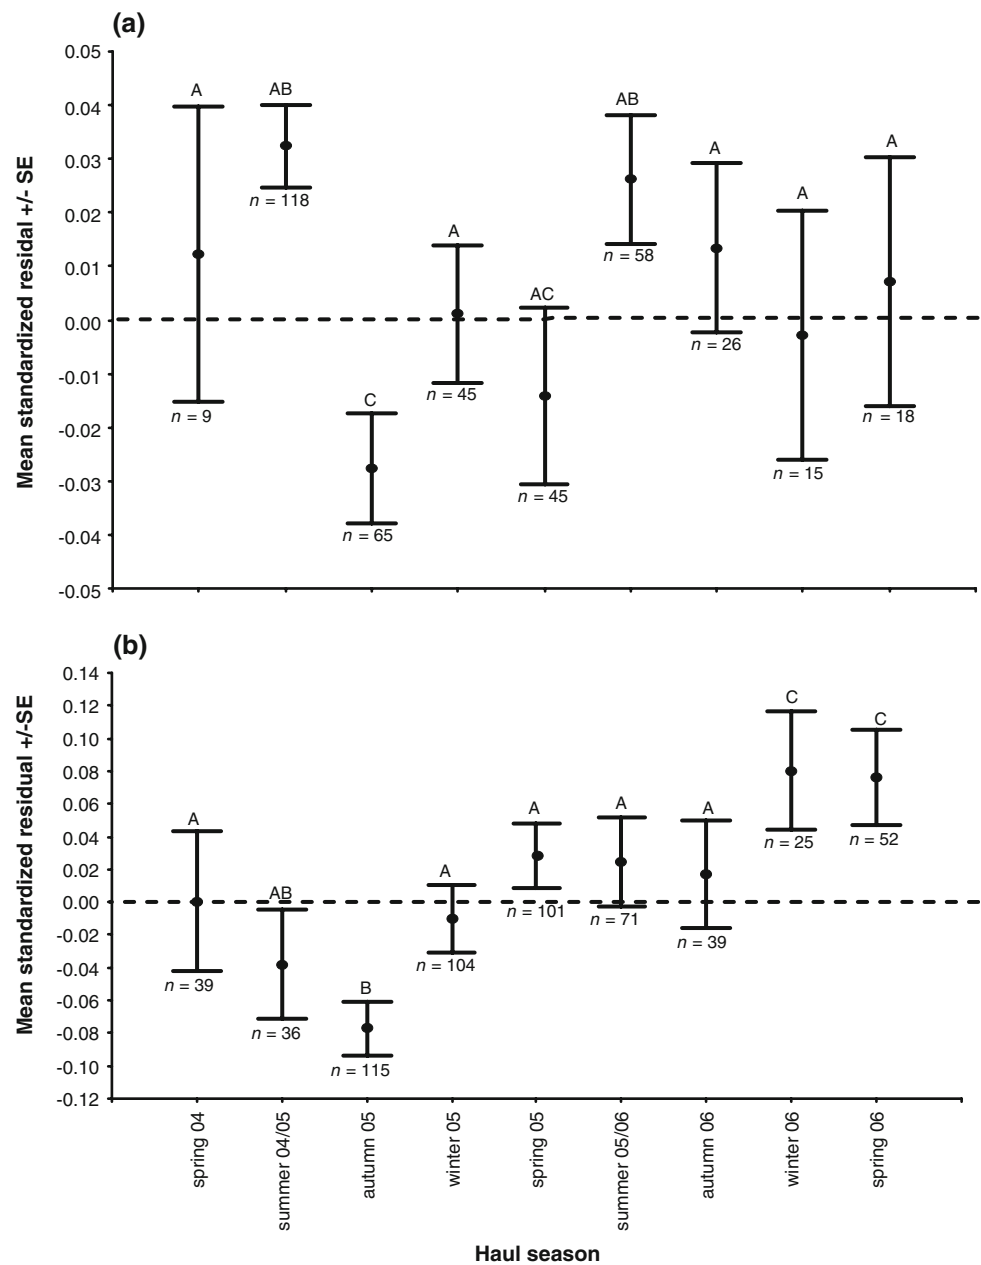 (a)
Mean standardized residal +/- SE
0.05
0.04
0.03
0.02
0.01
0.00
-0.01
-0.02
-0.03
-0.04
-0.05
A
AB
C
A
AC
AB
A
A
A
n = 9
n = 118
n = 65
n = 45
n = 45
n = 58
n = 26
n = 15
n = 18
(b)
Mean standardized residual +/-SE
0.14
0.12
0.10
0.08
0.06
0.04
0.02
0.00
-0.02
-0.04
-0.06
-0.08
-0.10
-0.12
A
AB
B
A
A
A
A
C
C
n = 39
n = 36
n = 115
n = 104
n = 101
n = 71
n = 39
n = 25
n = 52
spring 04
summer 04/05
autumn 05
winter 05
spring 05
summer 05/06
autumn 06
winter 06
spring 06
Haul season